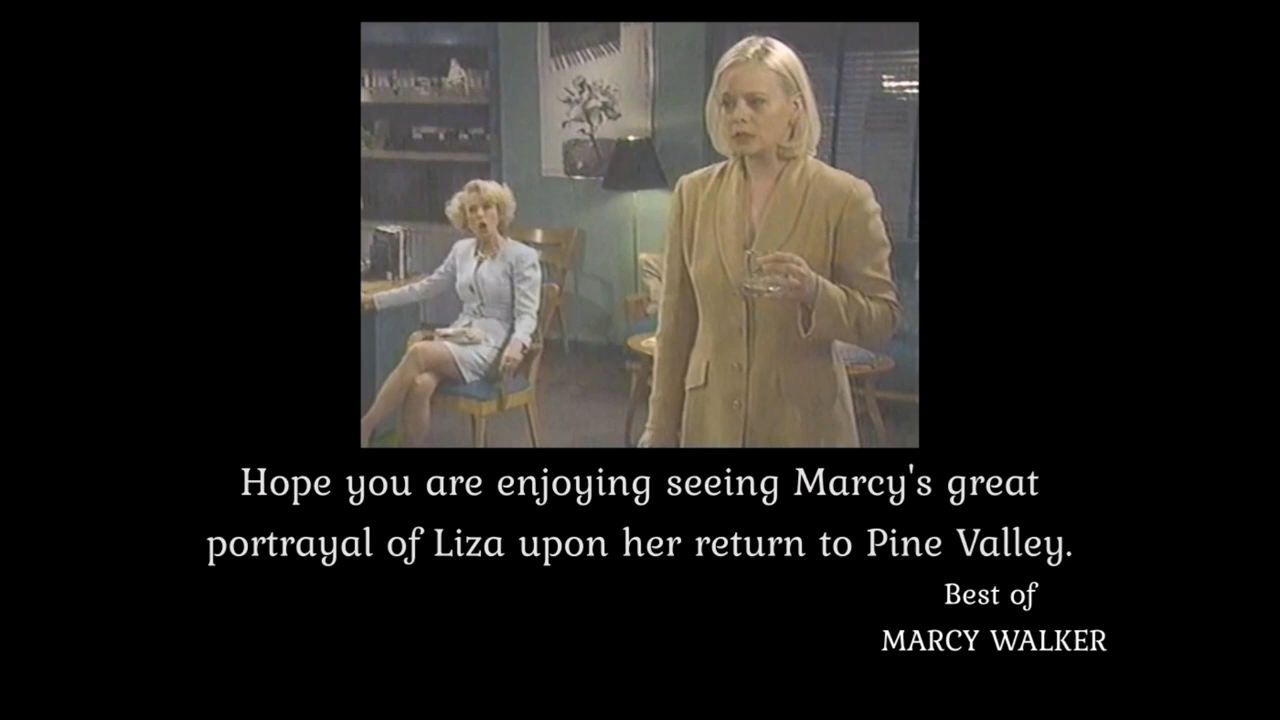 Hope you are enjoying seeing Marcy's great
portrayal of Liza upon her return to Pine Valley.
Best of
MARCY WALKER